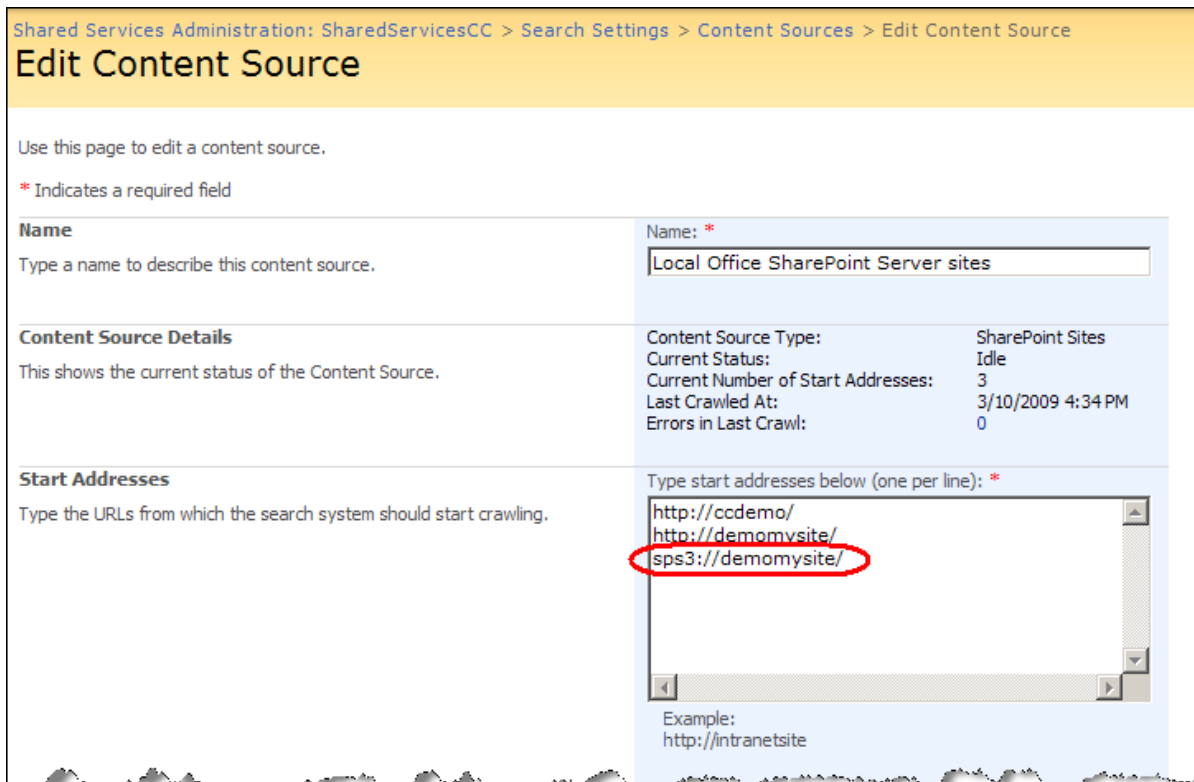 Shared Services Administration: SharedServicesCC > Search Settings > Content Sources > Edit Content Source
Edit Content Source
Use this page to edit a content source.
* Indicates a required field
Name
Type a name to describe this content source.
Name: *
Local Office SharePoint Server sites
Content Source Details
This shows the current status of the Content Source.
Content Source Type: SharePoint Sites
Current Status: Idle
Current Number of Start Addresses: 3
Last Crawled At: 3/10/2009 4:34 PM
Errors in Last Crawl: 0
Start Addresses
Type the URLs from which the search system should start crawling.
Type start addresses below (one per line): *
http://ccdemo/
http://demomysite/
sps3://demomysite/
Example:
http://intranetsite